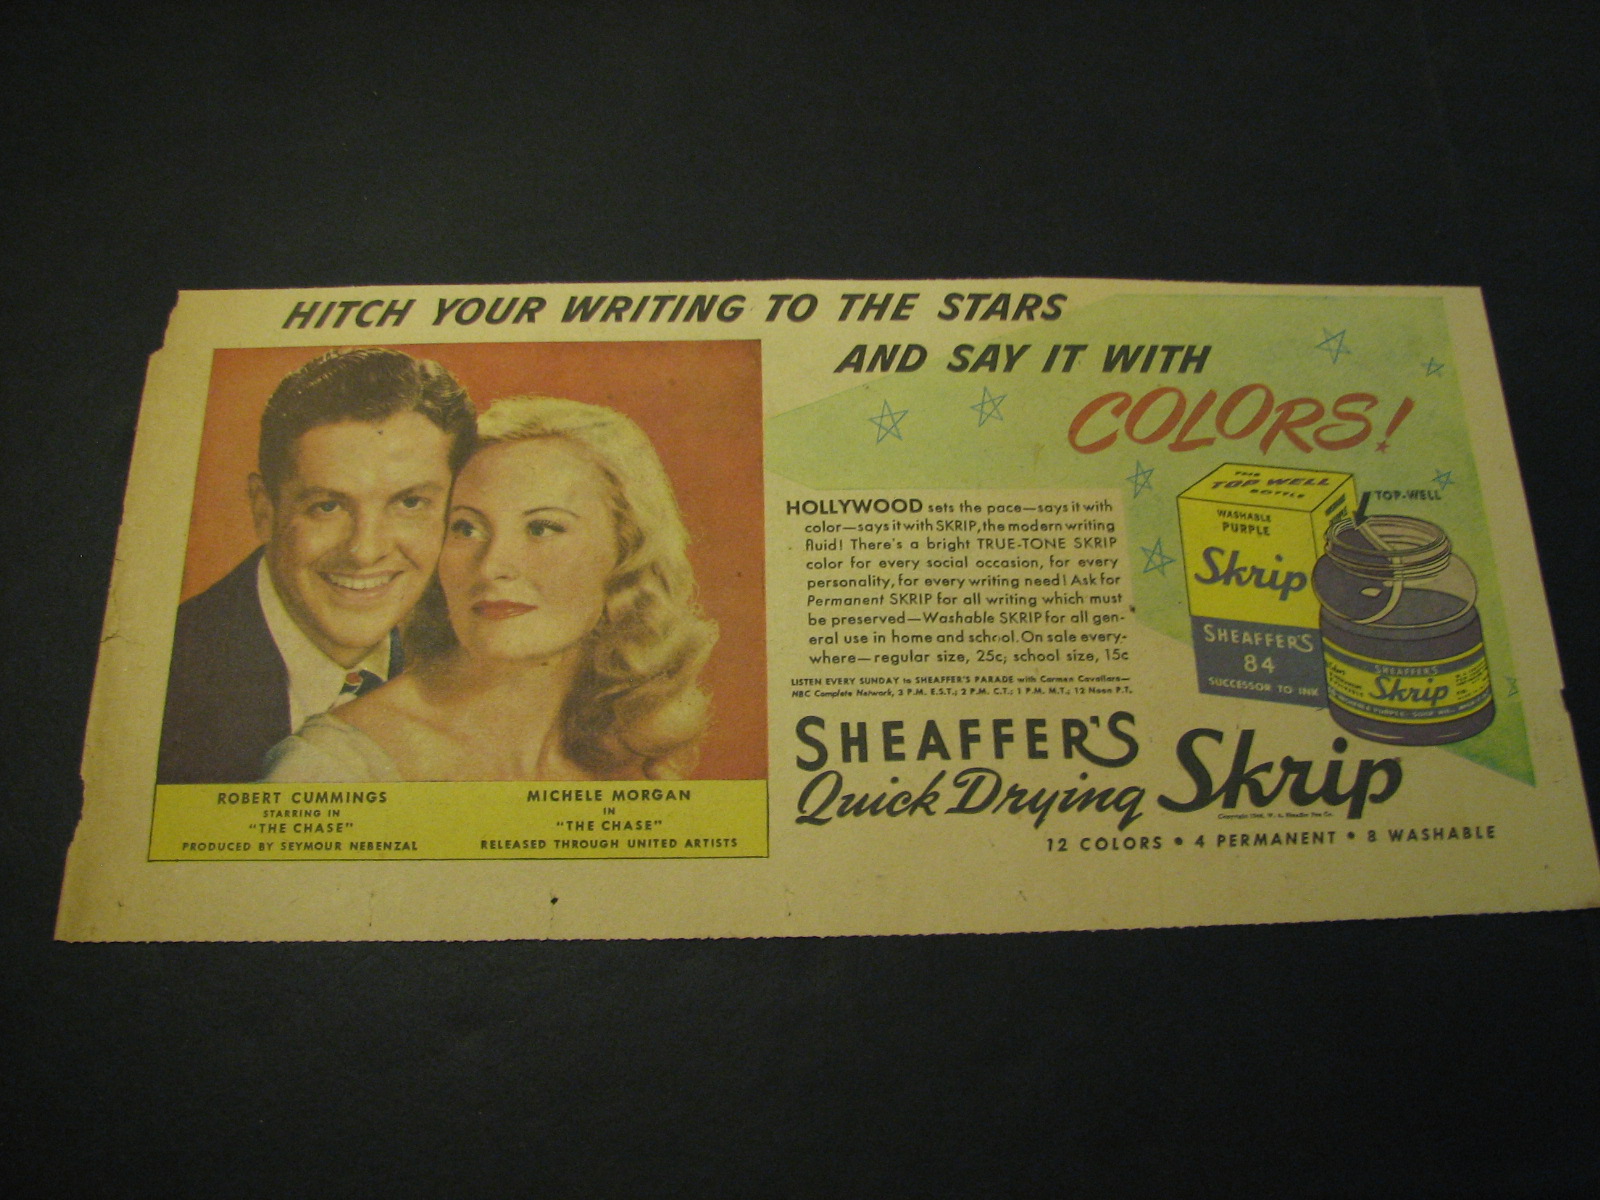 HITCH YOUR WRITING TO THE STARS
AND SAY IT WITH
COLORS!
ROBERT CUMMINGS
STARRING IN
"THE CHASE"
PRODUCED BY SEYMOUR NEBENZAL
MICHELE MORGAN
IN
"THE CHASE"
RELEASED THROUGH UNITED ARTISTS
HOLLYWOOD sets the pace—says it with
color—says it with SKRIP, the modern writing
fluid! There's a bright TRUE-TONE SKRIP
color for every social occasion, for every
personality, for every writing need! Ask for
Permanent SKRIP for all writing which must
be preserved—Washable SKRIP for all gen-
eral use in home and school. On sale every-
where—regular size, 25c; school size, 15c
LISTEN EVERY SUNDAY to SHEAFFER'S PARADE with Carmen Cavallaro—
NBC Complete Network, 3 P.M. E.S.T.; 2 P.M. C.T.; 1 P.M. M.T.; 12 Noon P.T.
THE
TOP WELL
BOTTLE
WASHABLE
PURPLE
Skrip
SHEAFFER'S
84
SUCCESSOR TO INK
TOP-WELL
SHEAFFER'S
Skrip
SHEAFFER'S
Quick Drying Skrip
12 COLORS • 4 PERMANENT • 8 WASHABLE